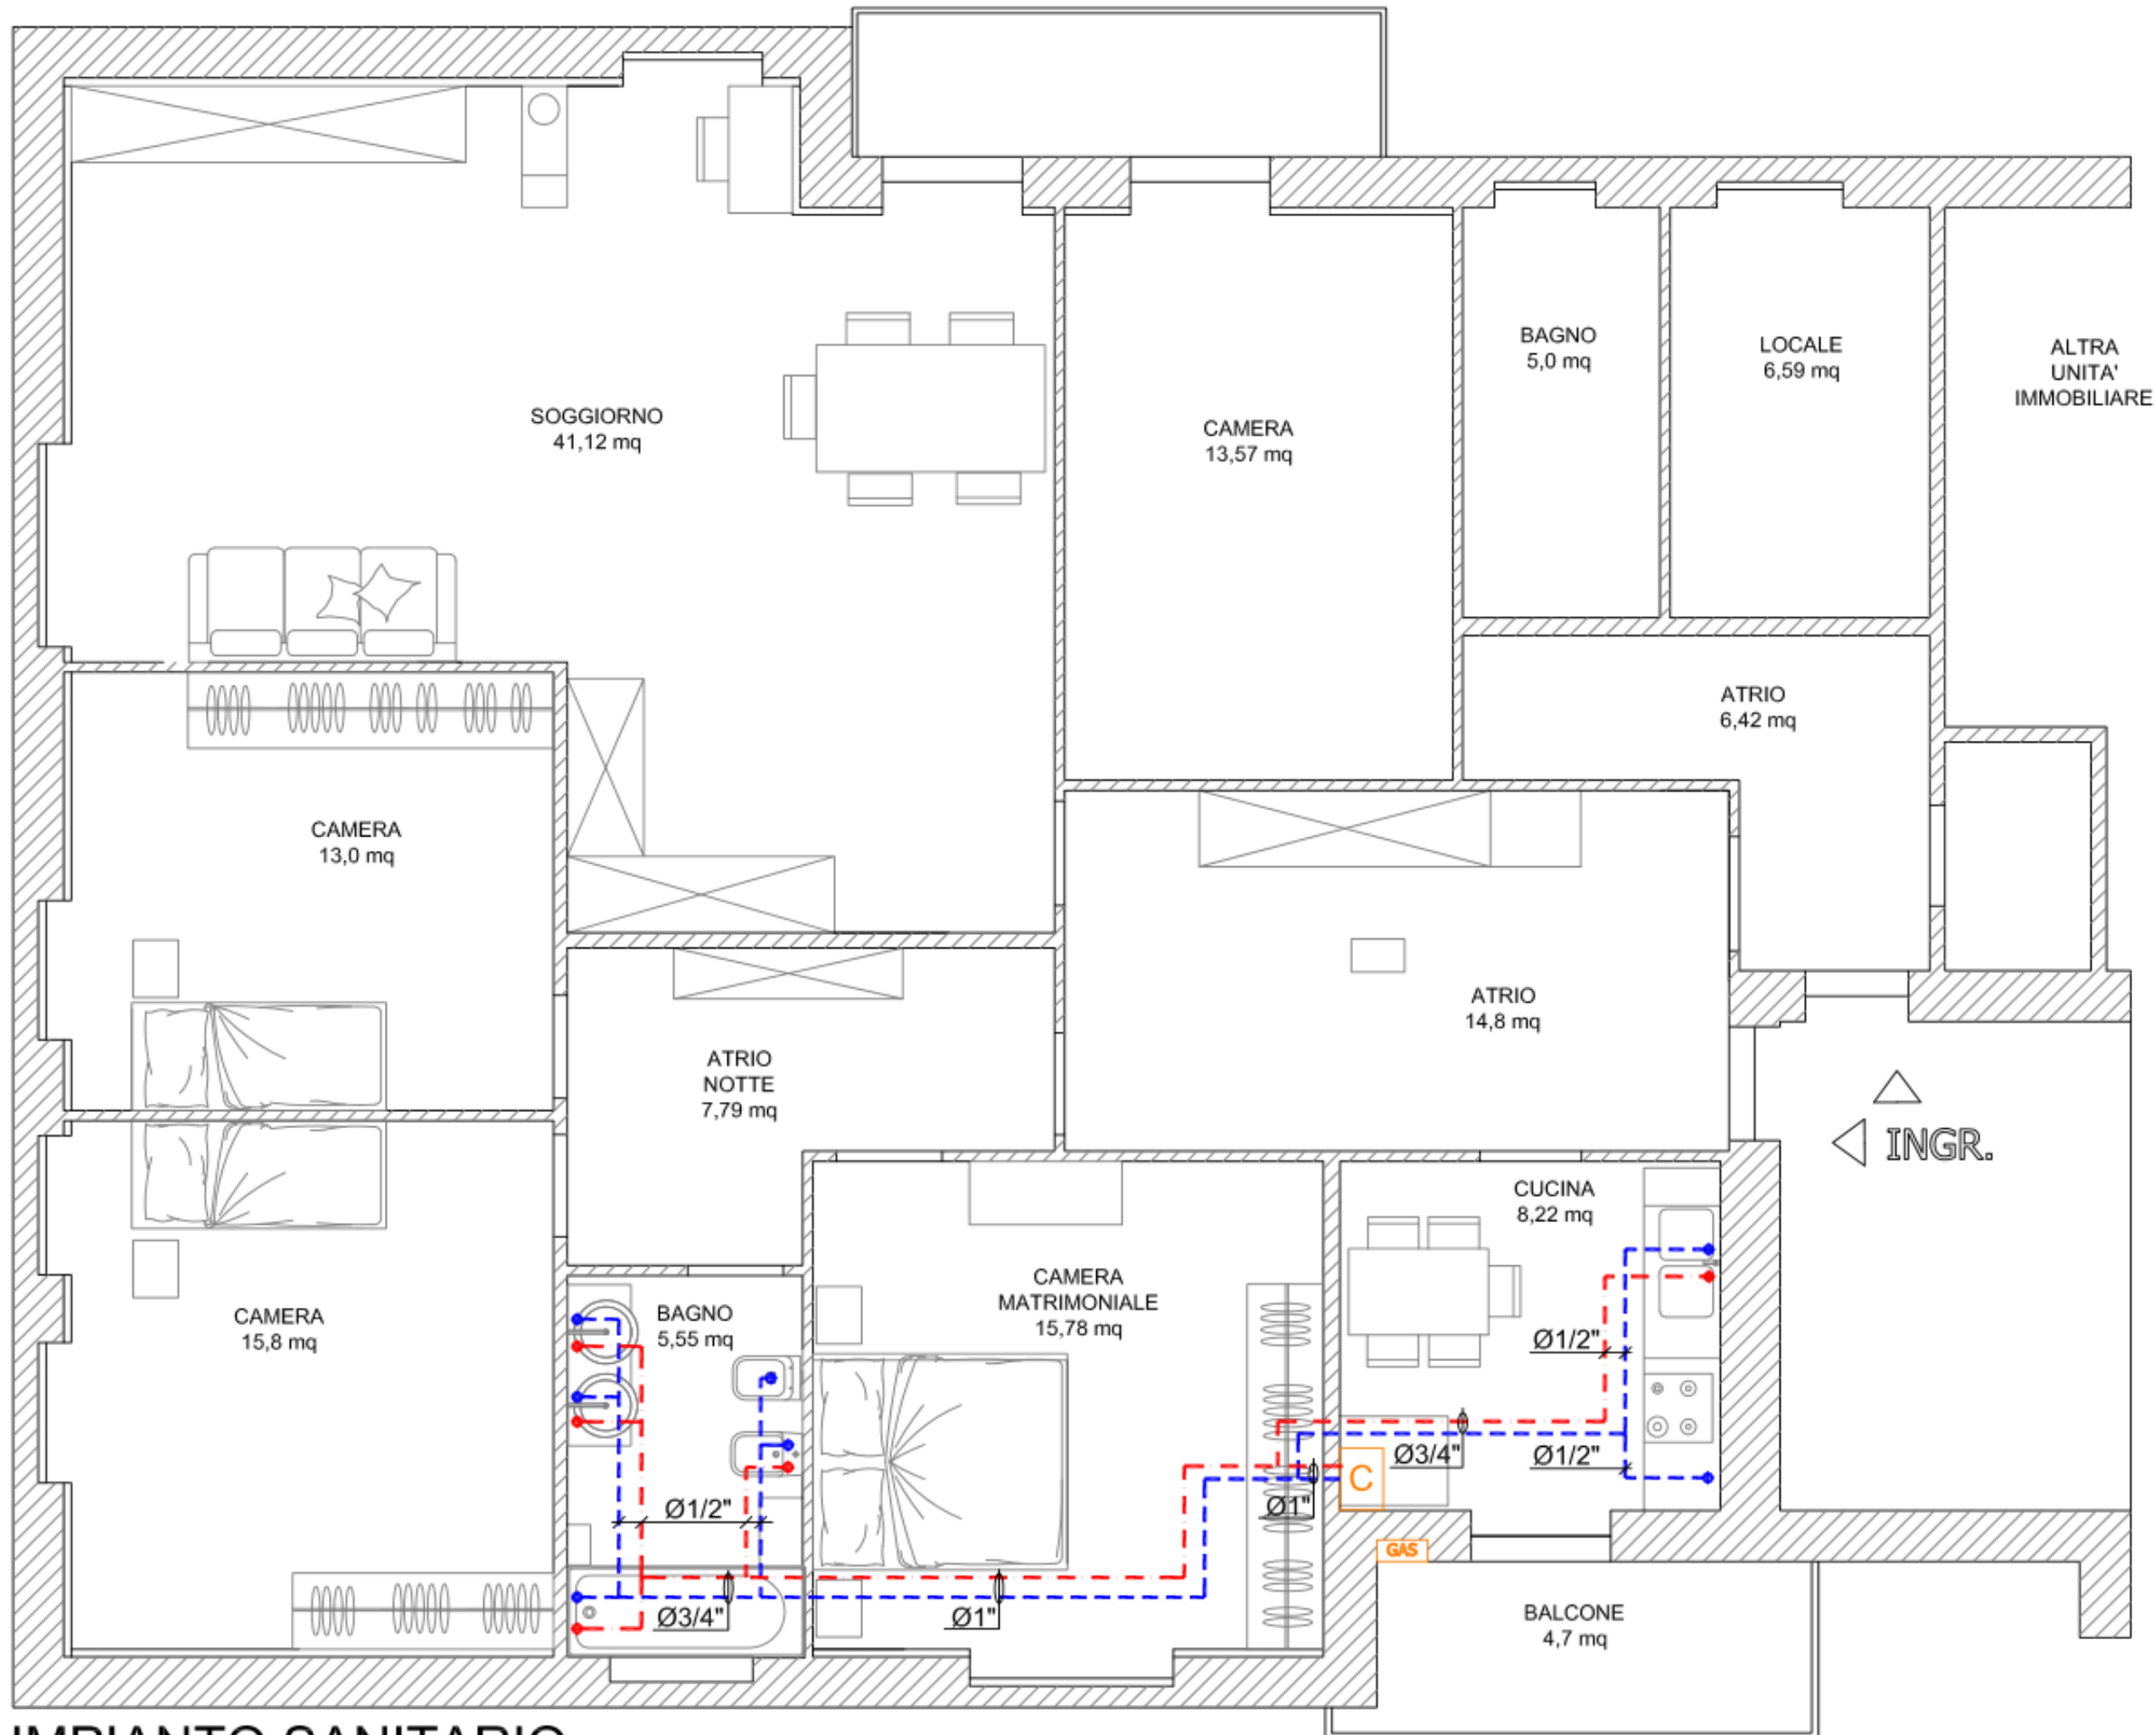 BAGNO
5,0 mq
LOCALE
6,59 mq
ALTRA
UNITA'
IMMOBILIARE
SOGGIORNO
41,12 mq
CAMERA
13,57 mq
ATRIO
6,42 mq
CAMERA
13,0 mq
ATRIO
14,8 mq
ATRIO
NOTTE
7,79 mq
INGR.
CUCINA
8,22 mq
CAMERA
MATRIMONIALE
15,78 mq
BAGNO
5,55 mq
CAMERA
15,8 mq
Ø1/2"
Ø3/4"
Ø1/2"
C
Ø1"
Ø1/2"
GAS
Ø3/4"
Ø1"
BALCONE
4,7 mq
IMPIANTO SANITARIO